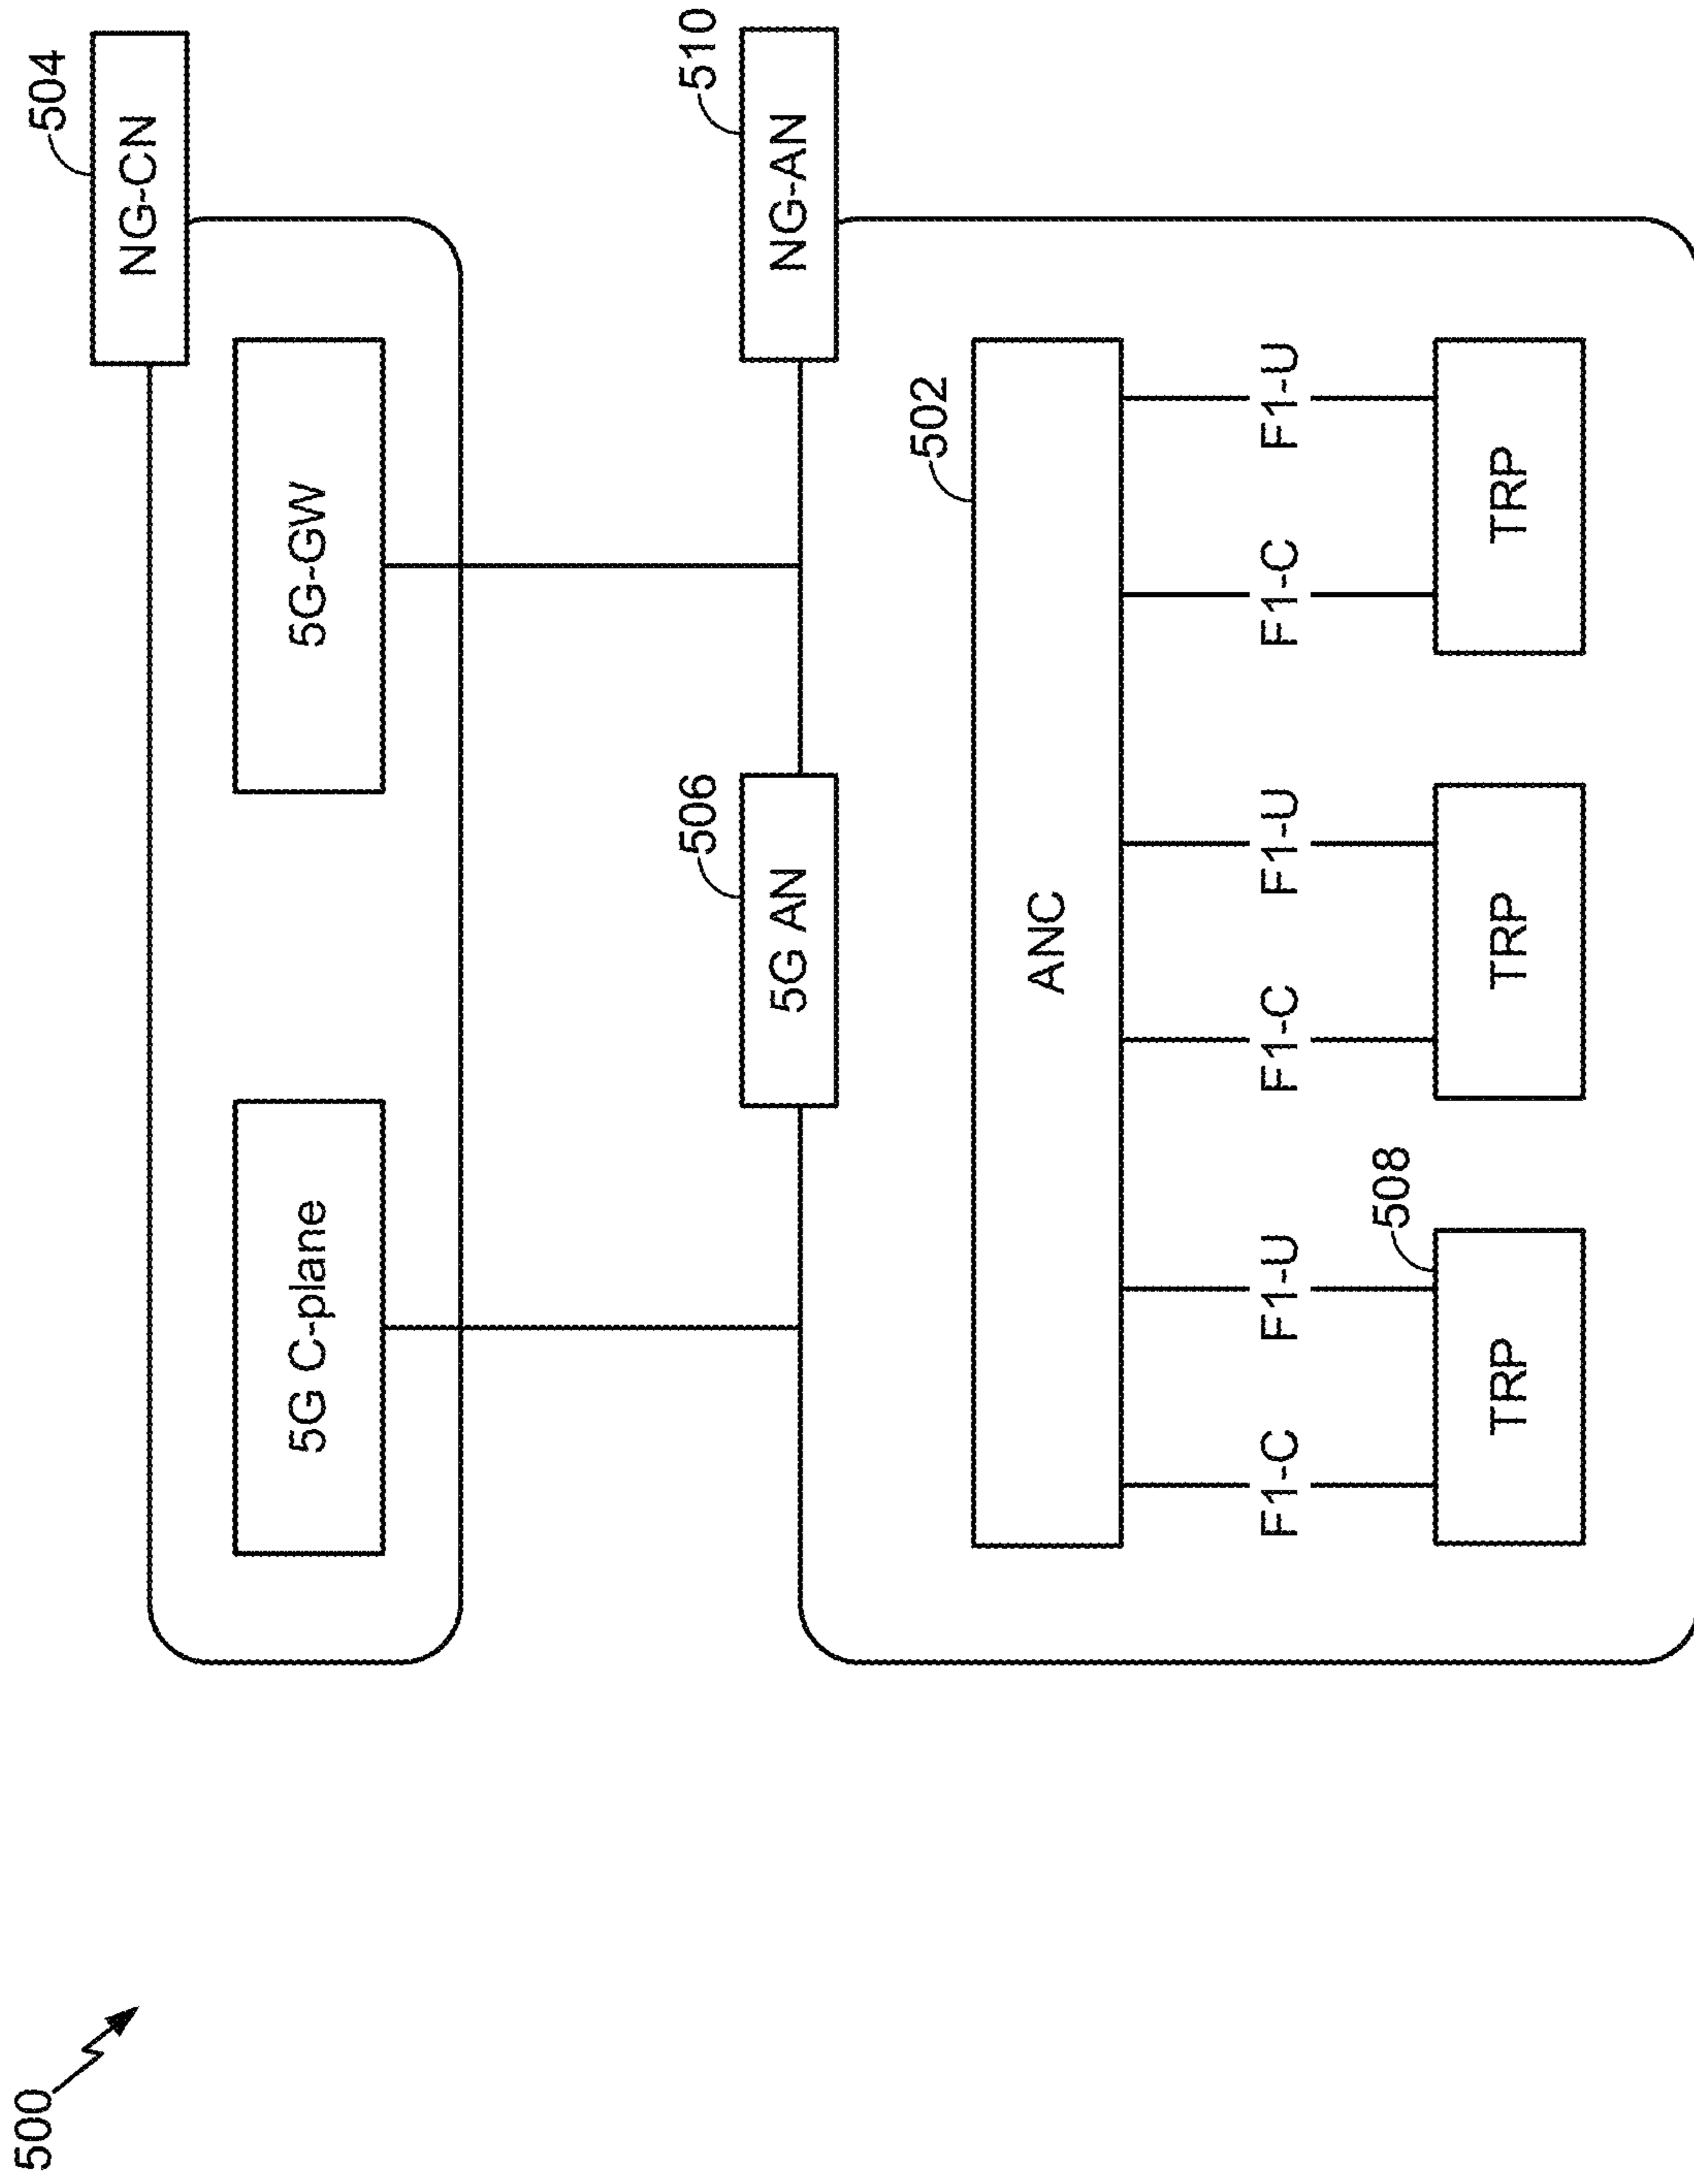 500
504
NG-CN
5G C-plane
5G-GW
506
510
5G AN
NG-AN
502
ANC
F1-C
F1-U
F1-C
F1-U
F1-C
F1-U
508
TRP
TRP
TRP